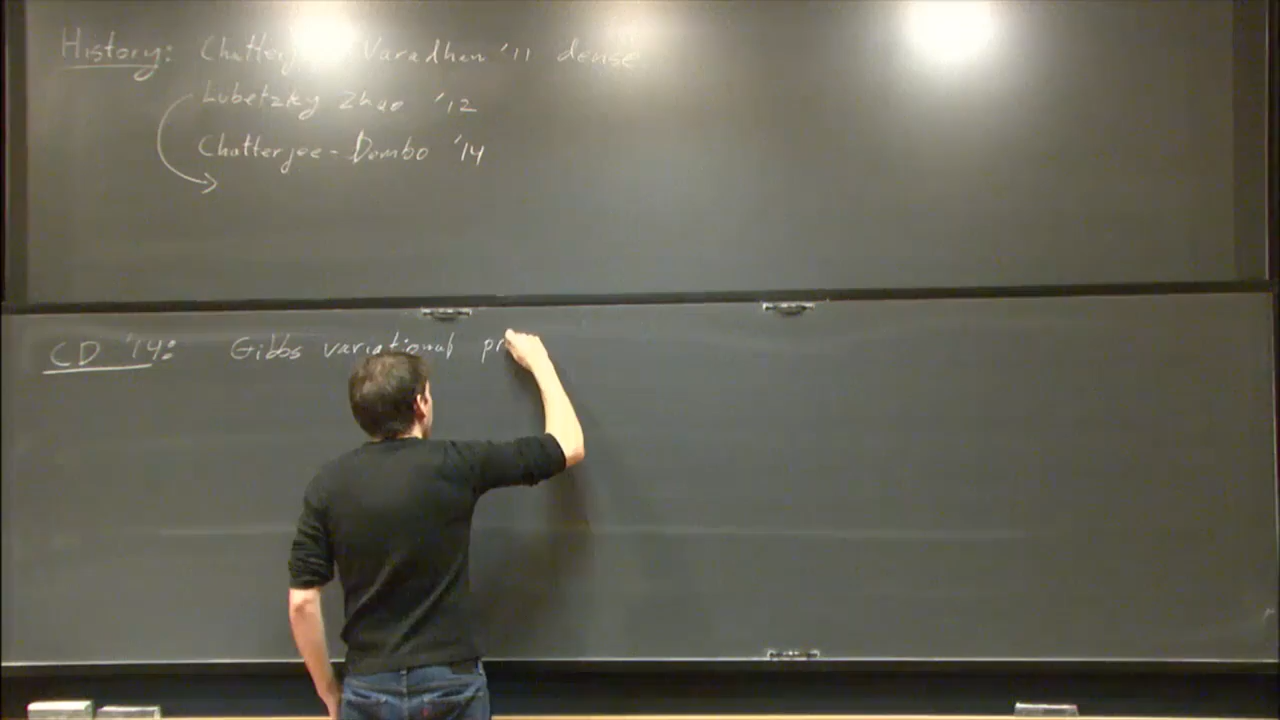 History: Chatterjee Varadhan '11 dense
Lubetzky Zhao '12
Chatterjee-Dembo '14
CD '14: Gibbs variational pr